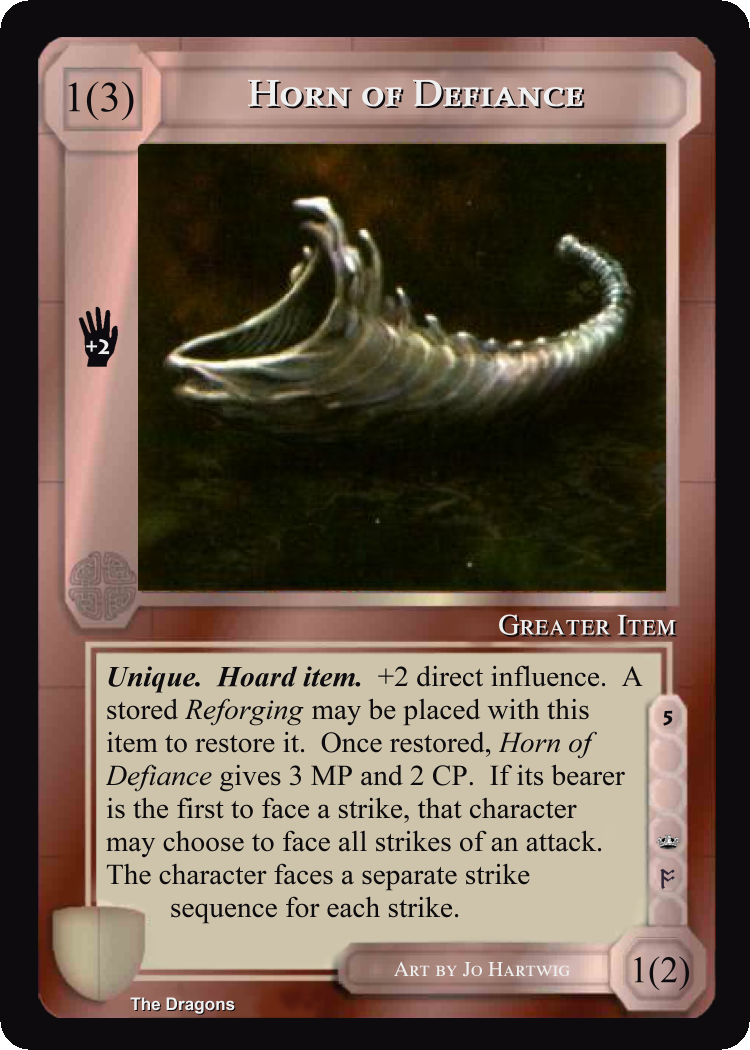 1(3)
Horn of Defiance
+2
Greater Item
Unique. Hoard item. +2 direct influence. A
stored Reforging may be placed with this
item to restore it. Once restored, Horn of
Defiance gives 3 MP and 2 CP. If its bearer
is the first to face a strike, that character
may choose to face all strikes of an attack.
The character faces a separate strike
sequence for each strike.
5
ᚩ
Art by Jo Hartwig
1(2)
The Dragons